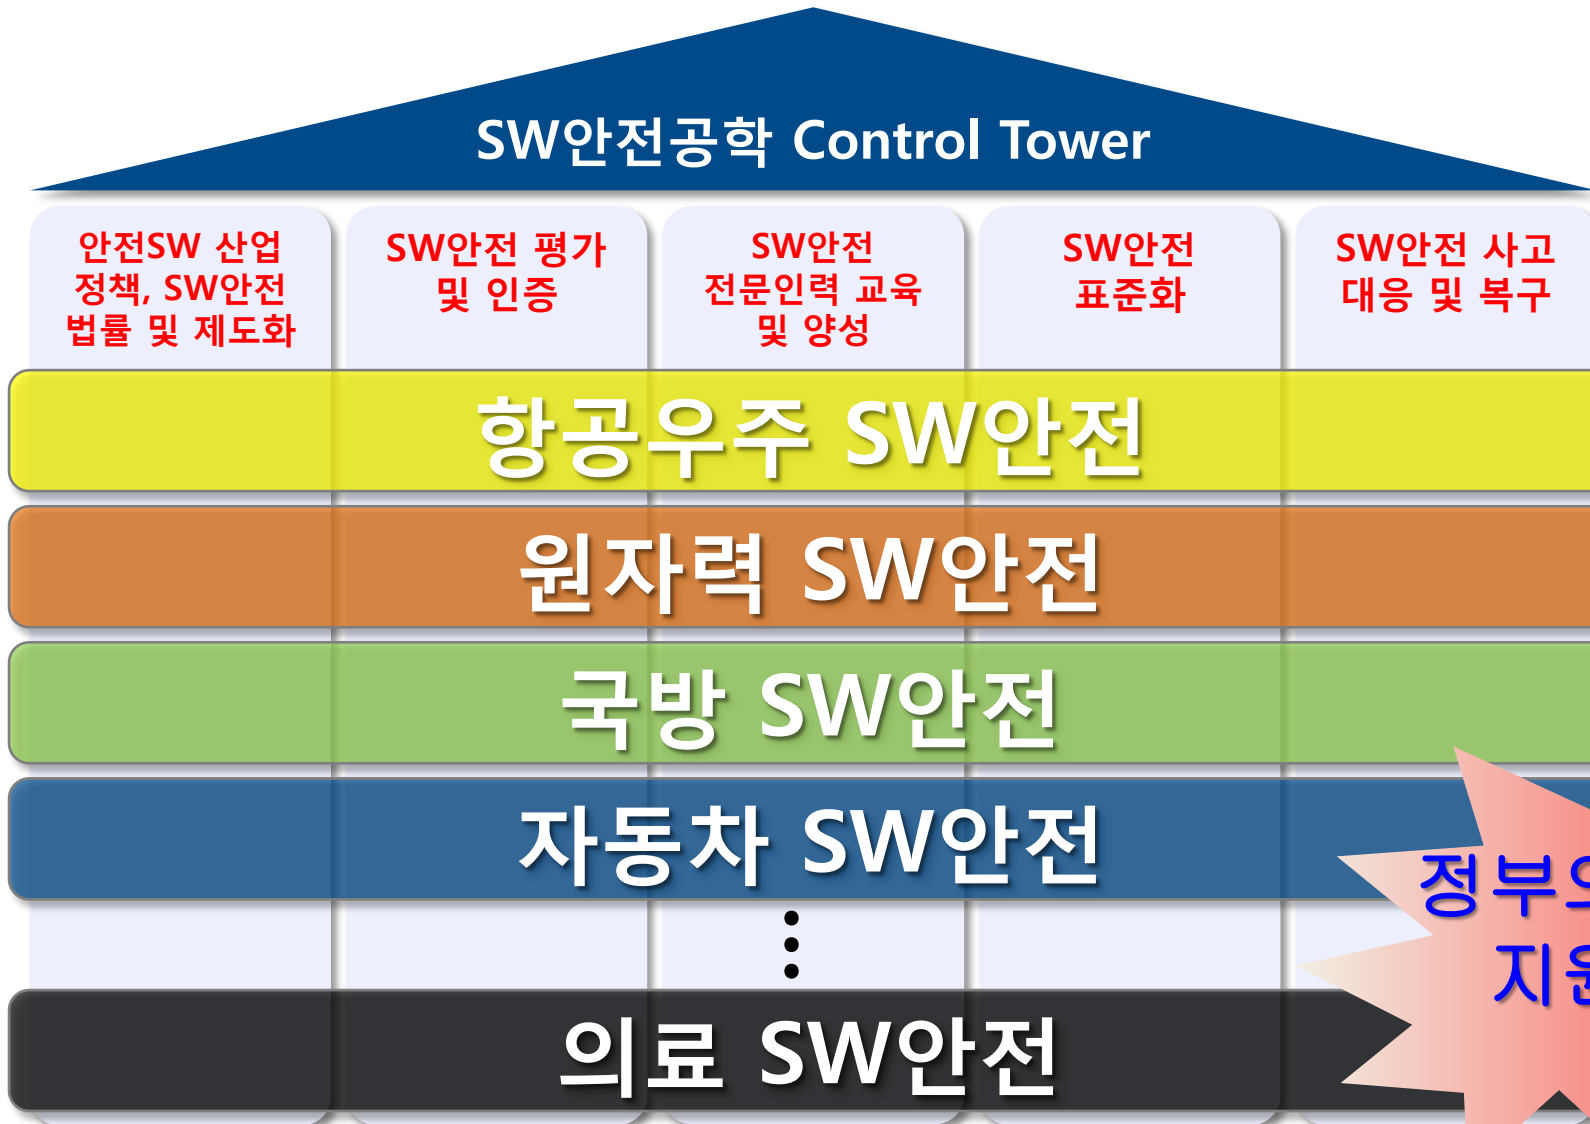 SW안전공학 Control Tower
안전SW 산업
정책, SW안전
법률 및 제도화
SW안전 평가
및 인증
SW안전
전문인력 교육
및 양성
SW안전
표준화
SW안전 사고
대응 및 복구
항공우주 SW안전
원자력 SW안전
국방 SW안전
자동차 SW안전
의료 SW안전
정부